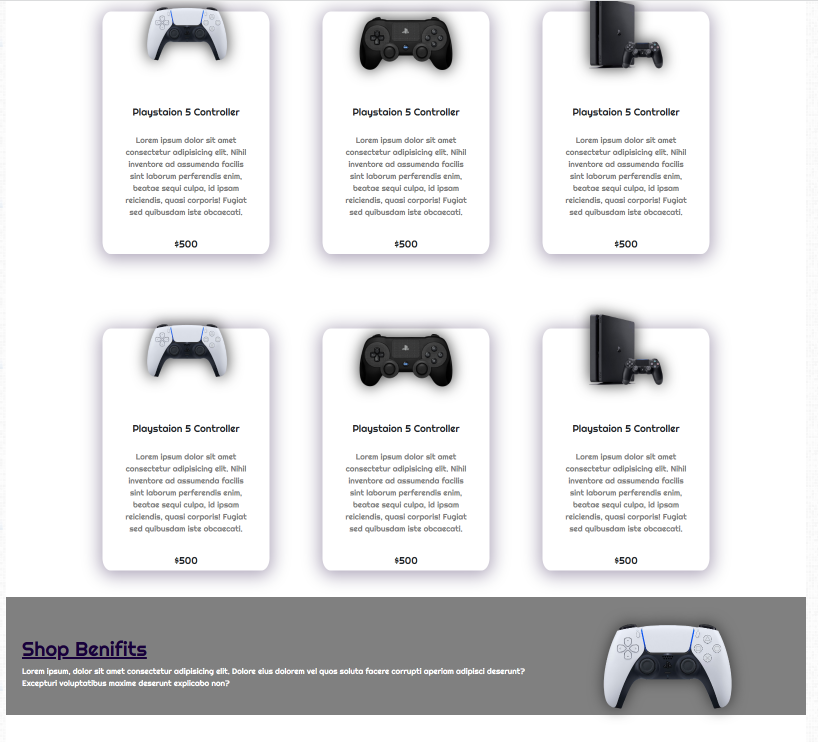 Playstaion 5 Controller
Lorem ipsum dolor sit amet
consectetur adipisicing elit. Nihil
inventore ad assumenda facilis
sint laborum perferendis enim,
beatae sequi culpa, id ipsam
reiciendis, quasi corporis! Fugiat
sed quibusdam iste obcaecati.
$500
Playstaion 5 Controller
Lorem ipsum dolor sit amet
consectetur adipisicing elit. Nihil
inventore ad assumenda facilis
sint laborum perferendis enim,
beatae sequi culpa, id ipsam
reiciendis, quasi corporis! Fugiat
sed quibusdam iste obcaecati.
$500
Playstaion 5 Controller
Lorem ipsum dolor sit amet
consectetur adipisicing elit. Nihil
inventore ad assumenda facilis
sint laborum perferendis enim,
beatae sequi culpa, id ipsam
reiciendis, quasi corporis! Fugiat
sed quibusdam iste obcaecati.
$500
Playstaion 5 Controller
Lorem ipsum dolor sit amet
consectetur adipisicing elit. Nihil
inventore ad assumenda facilis
sint laborum perferendis enim,
beatae sequi culpa, id ipsam
reiciendis, quasi corporis! Fugiat
sed quibusdam iste obcaecati.
$500
Playstaion 5 Controller
Lorem ipsum dolor sit amet
consectetur adipisicing elit. Nihil
inventore ad assumenda facilis
sint laborum perferendis enim,
beatae sequi culpa, id ipsam
reiciendis, quasi corporis! Fugiat
sed quibusdam iste obcaecati.
$500
Playstaion 5 Controller
Lorem ipsum dolor sit amet
consectetur adipisicing elit. Nihil
inventore ad assumenda facilis
sint laborum perferendis enim,
beatae sequi culpa, id ipsam
reiciendis, quasi corporis! Fugiat
sed quibusdam iste obcaecati.
$500
Shop Benifits
Lorem ipsum, dolor sit amet consectetur adipisicing elit. Dolore eius dolorem vel quos soluta facere corrupti aperiam adipisci deserunt?
Excepturi voluptatibus maxime deserunt explicabo non?